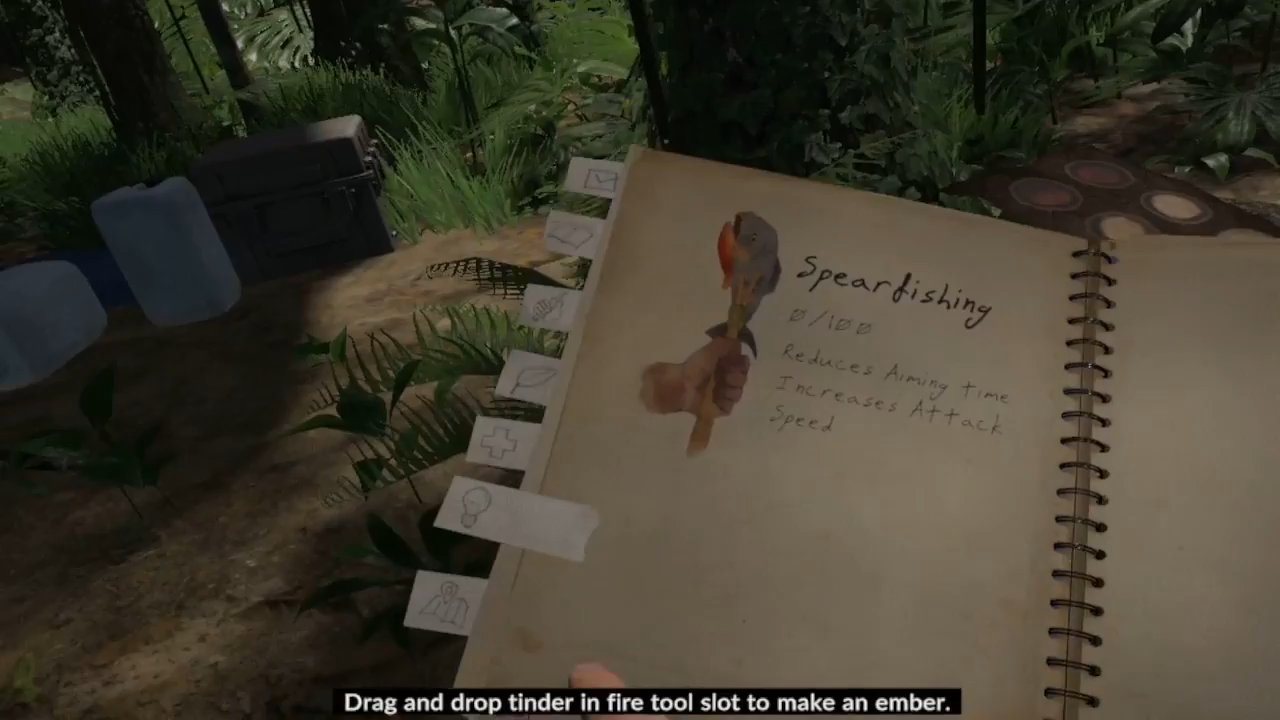 Spearfishing
0/100
Reduces Aiming time
Increases Attack
Speed
Drag and drop tinder in fire tool slot to make an ember.